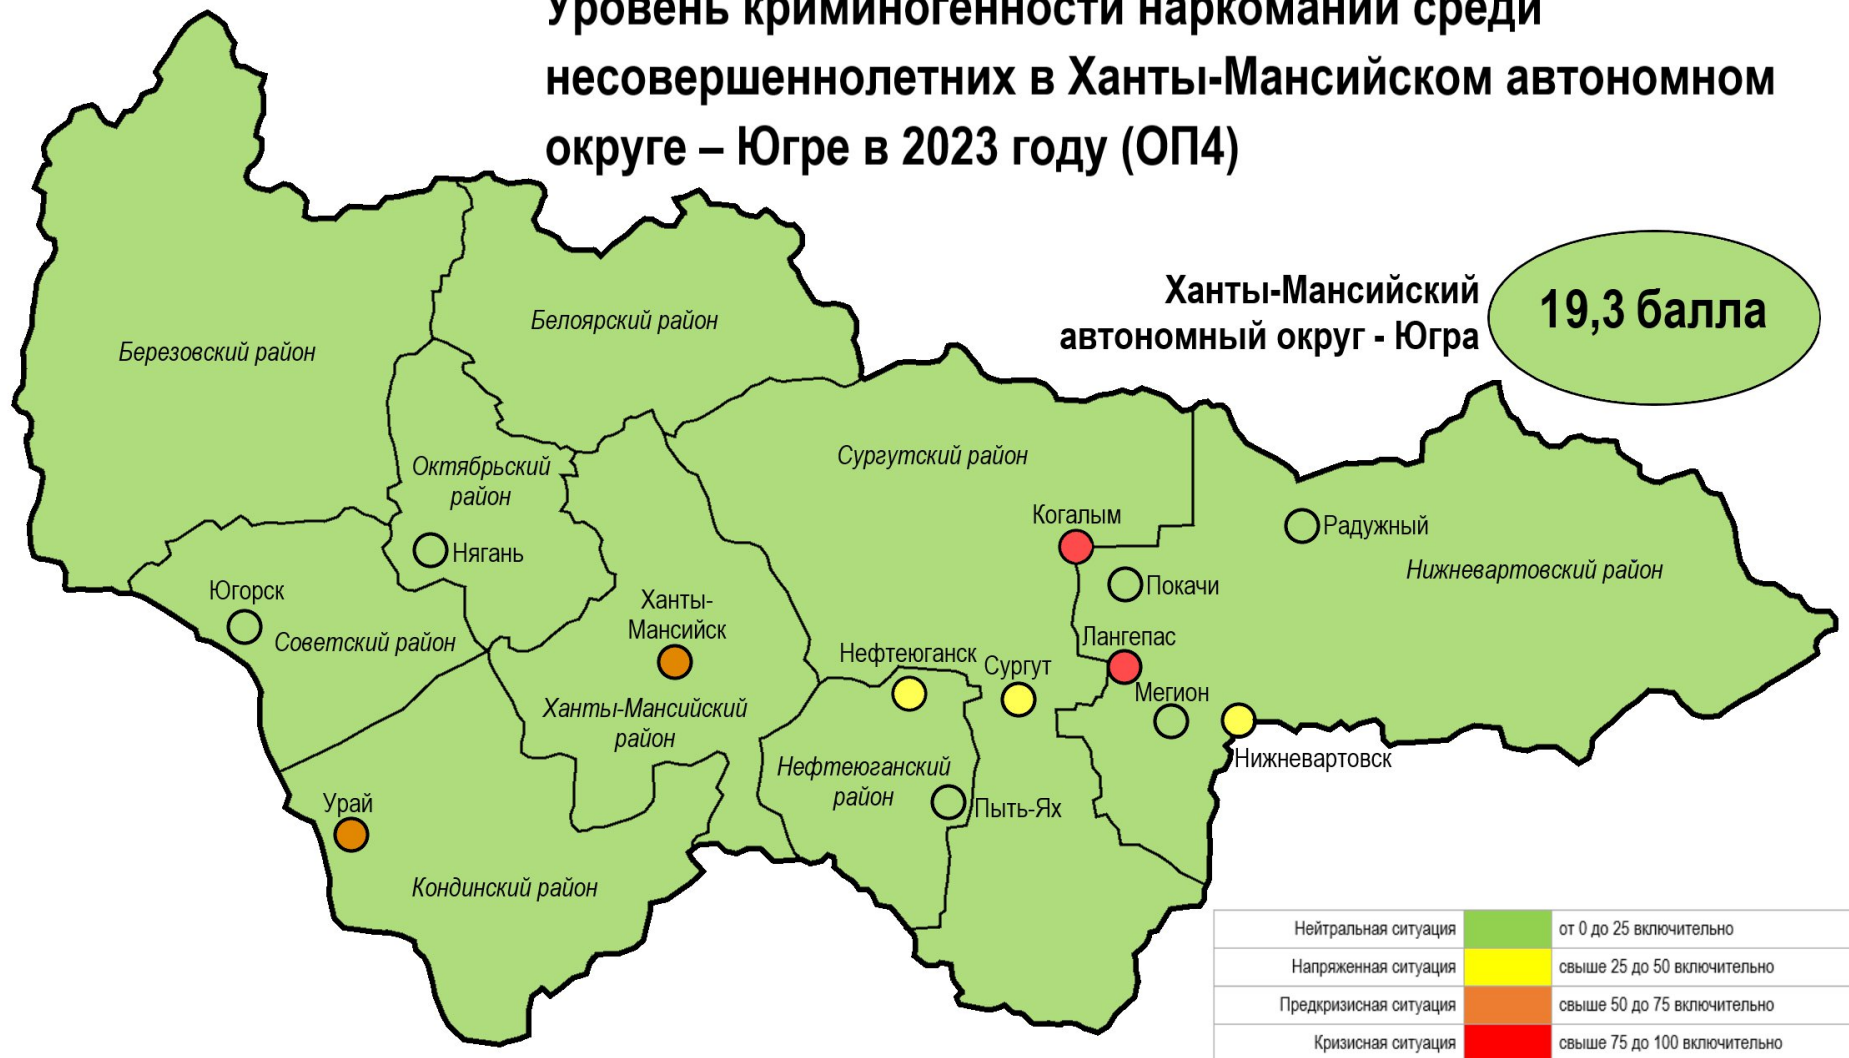 Уровень криминогенности наркомании среди
несовершеннолетних в Ханты-Мансийском автономном
округе – Югре в 2023 году (ОП4)
Ханты-Мансийский
автономный округ - Югра
19,3 балла
Белоярский район
Березовский район
Сургутский район
Октябрьский
район
Когалым
Радужный
Нягань
Нижневартовский район
Покачи
Югорск
Ханты-
Мансийск
Советский район
Лангепас
Нефтеюганск
Сургут
Мегион
Ханты-Мансийский
район
Нижневартовск
Нефтеюганский
район
Пыть-Ях
Урай
Кондинский район
Нейтральная ситуация от 0 до 25 включительно
Напряженная ситуация свыше 25 до 50 включительно
Предкризисная ситуация свыше 50 до 75 включительно
Кризисная ситуация свыше 75 до 100 включительно